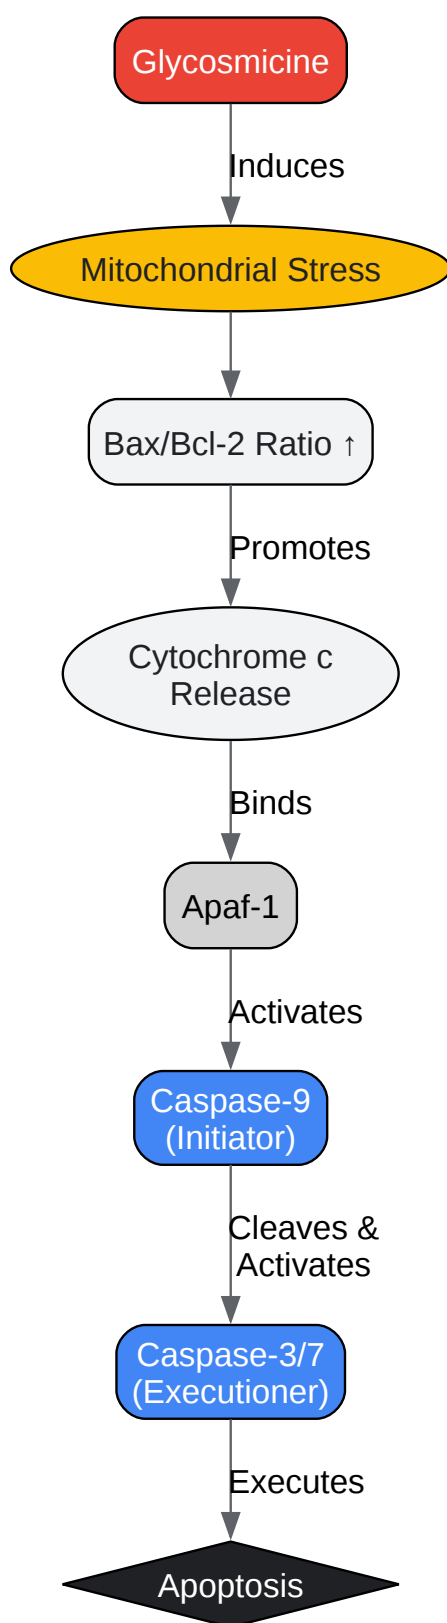 Glycosmicine
Induces
Mitochondrial Stress
Bax/Bcl-2 Ratio ↑
Promotes
Cytochrome c
Release
Binds
Apaf-1
Activates
Caspase-9
(Initiator)
Cleaves &
Activates
Caspase-3/7
(Executioner)
Executes
Apoptosis